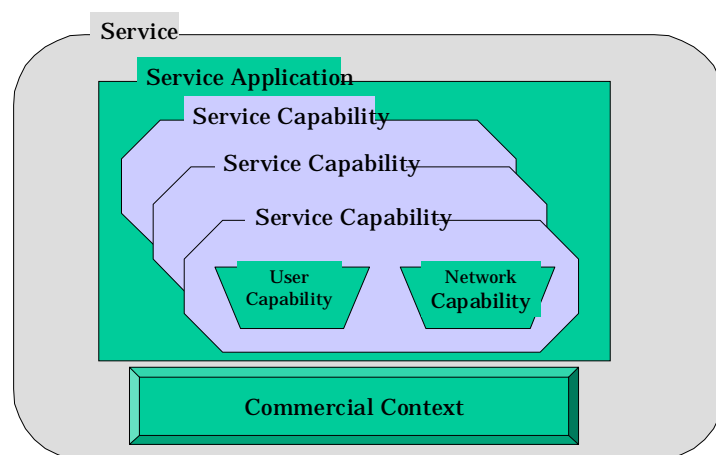 Service
Service Application
Service Capability
Service Capability
Service Capability
User
Capability
Network
Capability
Commercial Context